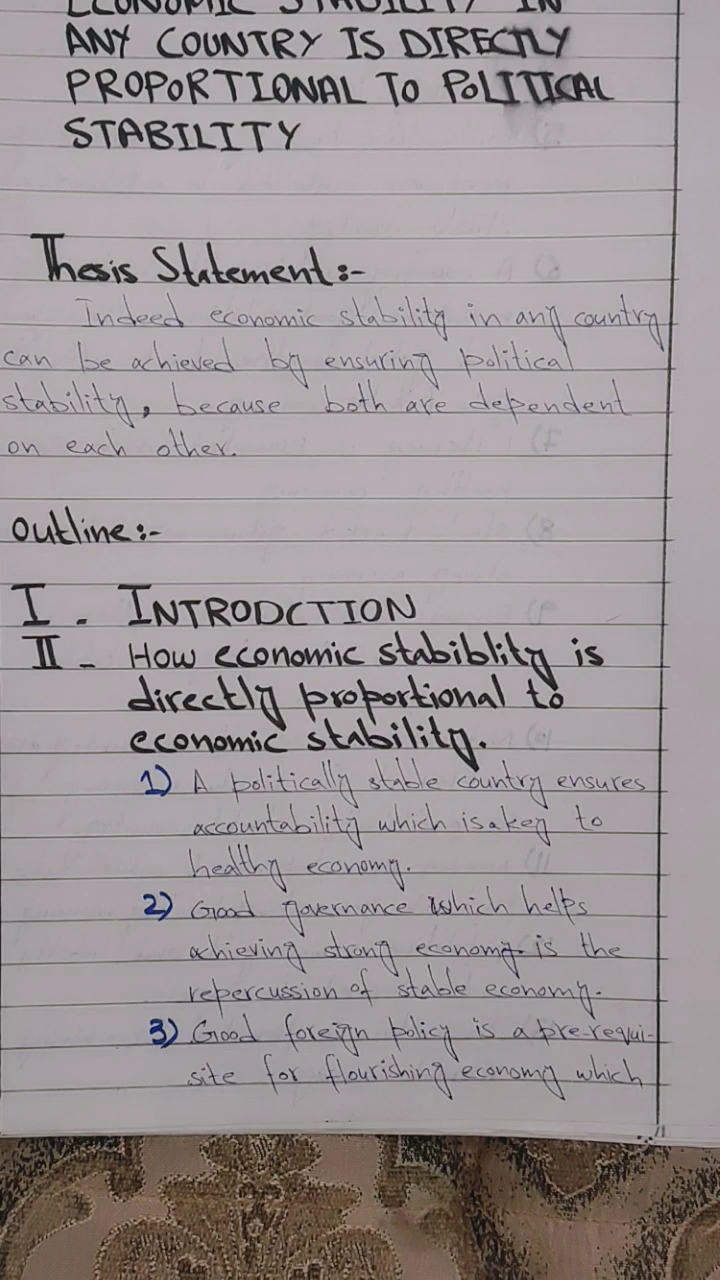 ECONOMIC STABILITY IN
ANY COUNTRY IS DIRECTLY
PROPORTIONAL TO POLITICAL
STABILITY
Thesis Statement:-
Indeed economic stability in any country
can be achieved by ensuring political
stability, because both are dependent
on each other.
Outline:-
I. INTRODCTION
II - How economic stabiblity is
directly proportional to
economic stability.
1) A politically stable country ensures
accountability which is a key to
healthy economy.
2) Good governance which helps
achieving strong economy is the
repercussion of stable economy.
3) Good foreign policy is a pre-requi-
site for flourishing economy which